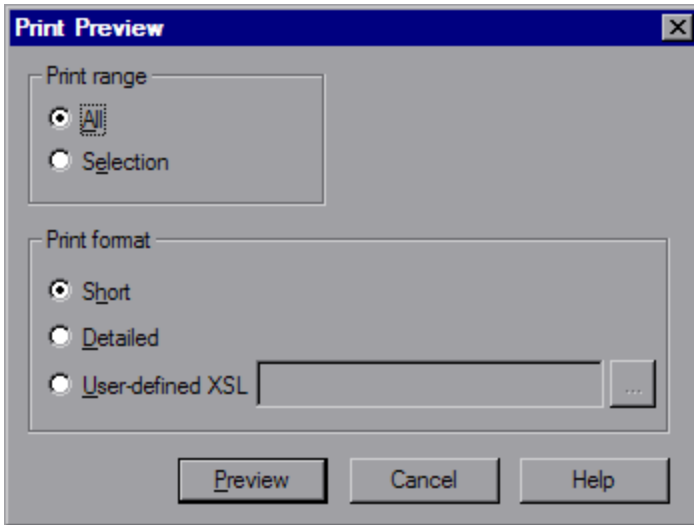 Print Preview
Print range
All
Selection
Print format
Short
Detailed
User-defined XSL ...
Preview Cancel Help